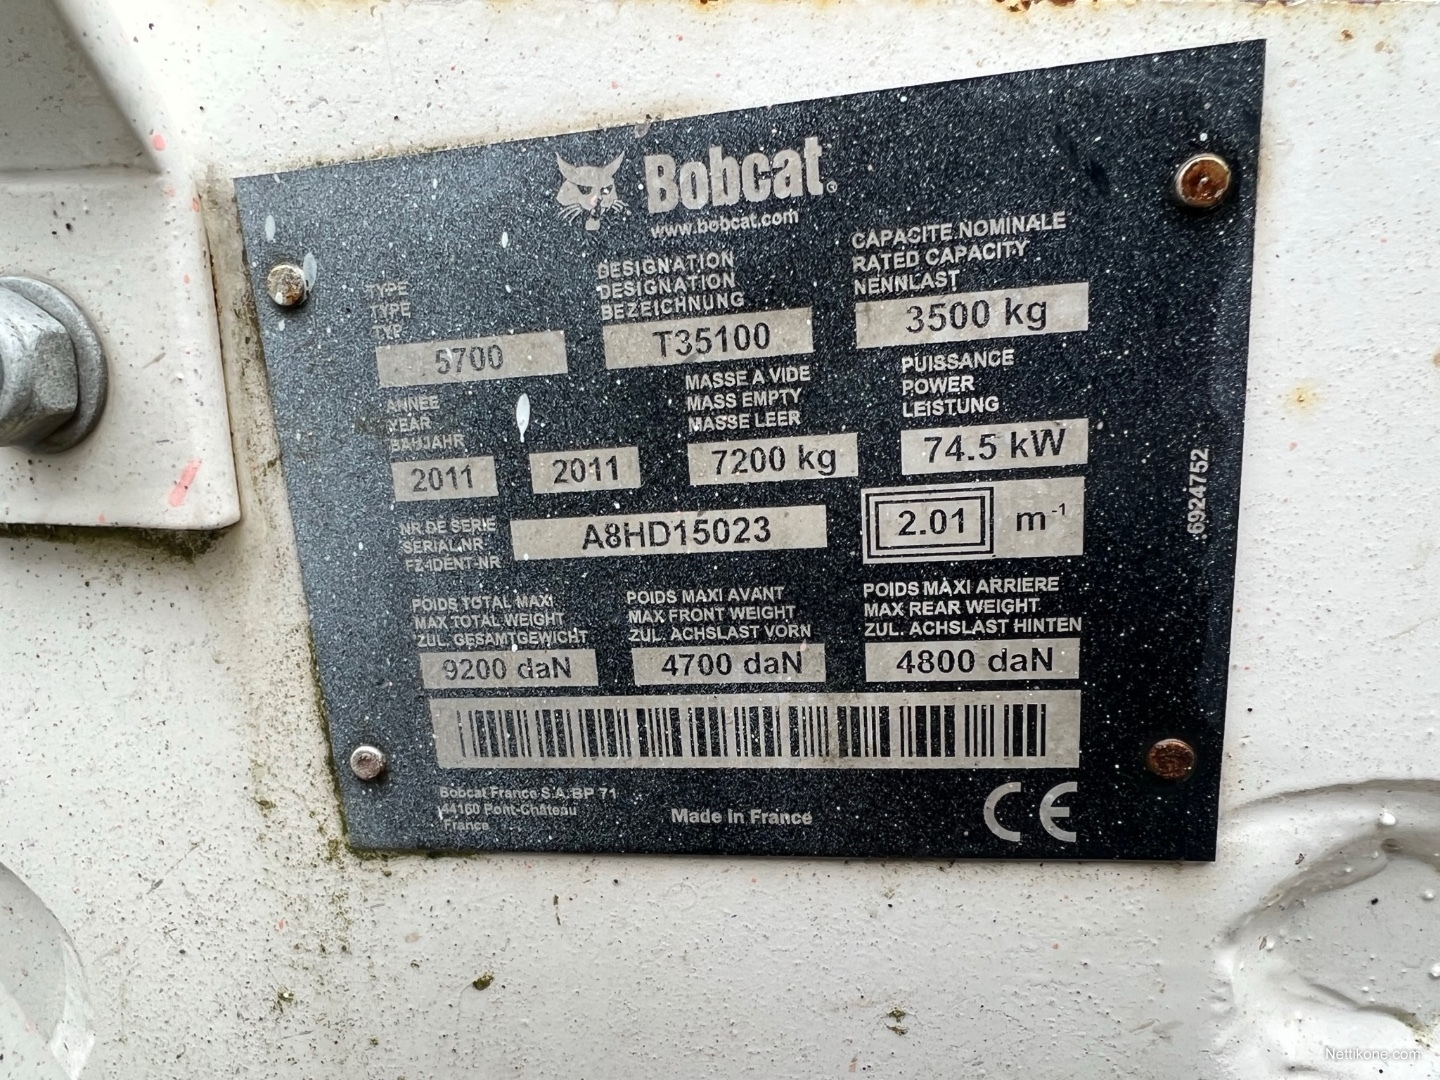 Bobcat®
www.bobcat.com
TYPE
TYPE
TYP
5700
DESIGNATION
DESIGNATION
BEZEICHNUNG
T35100
CAPACITE NOMINALE
RATED CAPACITY
NENNLAST
3500 kg
ANNEE
YEAR
BAUJAHR
2011 2011
MASSE A VIDE
MASS EMPTY
MASSE LEER
7200 kg
PUISSANCE
POWER
LEISTUNG
74.5 kW
NR DE SERIE
SERIAL NR
FZ-IDENT-NR
A8HD15023
2.01 m⁻¹
POIDS TOTAL MAXI
MAX TOTAL WEIGHT
ZUL. GESAMTGEWICHT
9200 daN
POIDS MAXI AVANT
MAX FRONT WEIGHT
ZUL. ACHSLAST VORN
4700 daN
POIDS MAXI ARRIERE
MAX REAR WEIGHT
ZUL. ACHSLAST HINTEN
4800 daN
Bobcat France S.A. BP 71
44160 Pont-Château
France
Made in France
CE
6924752
Nettikone.com